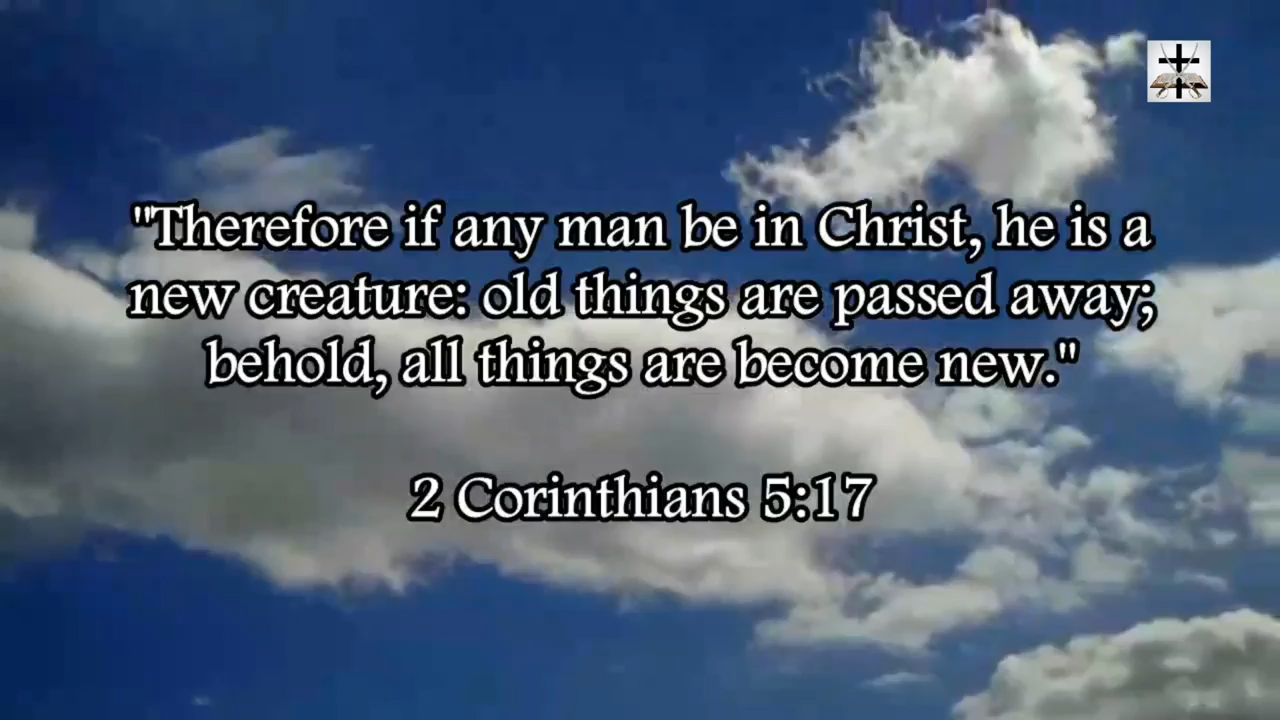 "Therefore if any man be in Christ, he is a
new creature: old things are passed away;
behold, all things are become new."
2 Corinthians 5:17